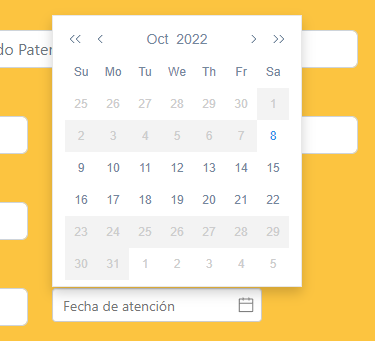 Oct 2022
do Pater
Su Mo Tu We Th Fr Sa
25 26 27 28 29 30 1
2 3 4 5 6 7 8
9 10 11 12 13 14 15
16 17 18 19 20 21 22
23 24 25 26 27 28 29
30 31 1 2 3 4 5
Fecha de atención